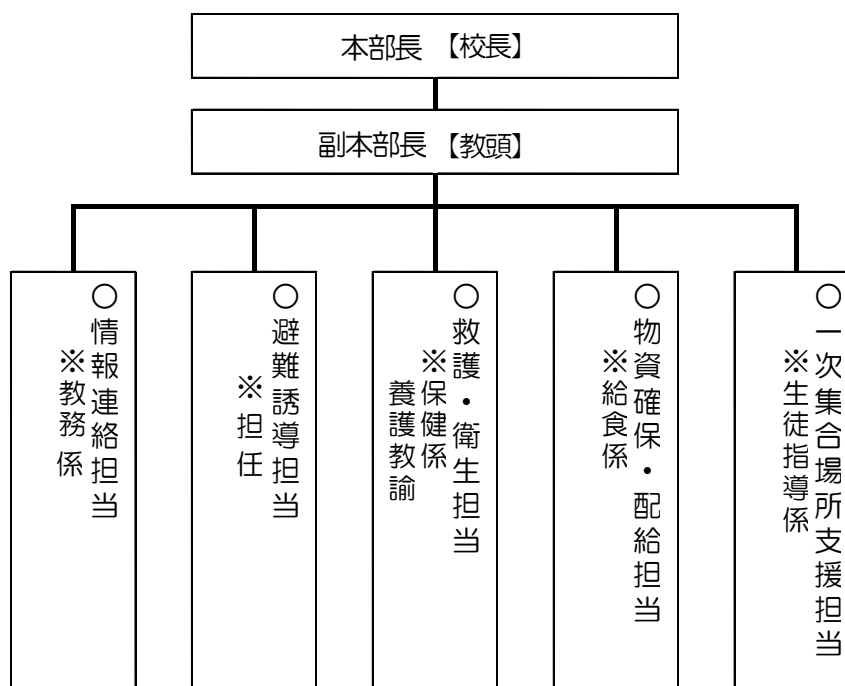 本部長 【校長】
副本部長 【教頭】
○情報連絡担当
※教務係
○避難誘導担当
※担任
○救護・衛生担当
※保健係
養護教諭
○物資確保・配給担当
※給食係
○一次集合場所支援担当
※生徒指導係